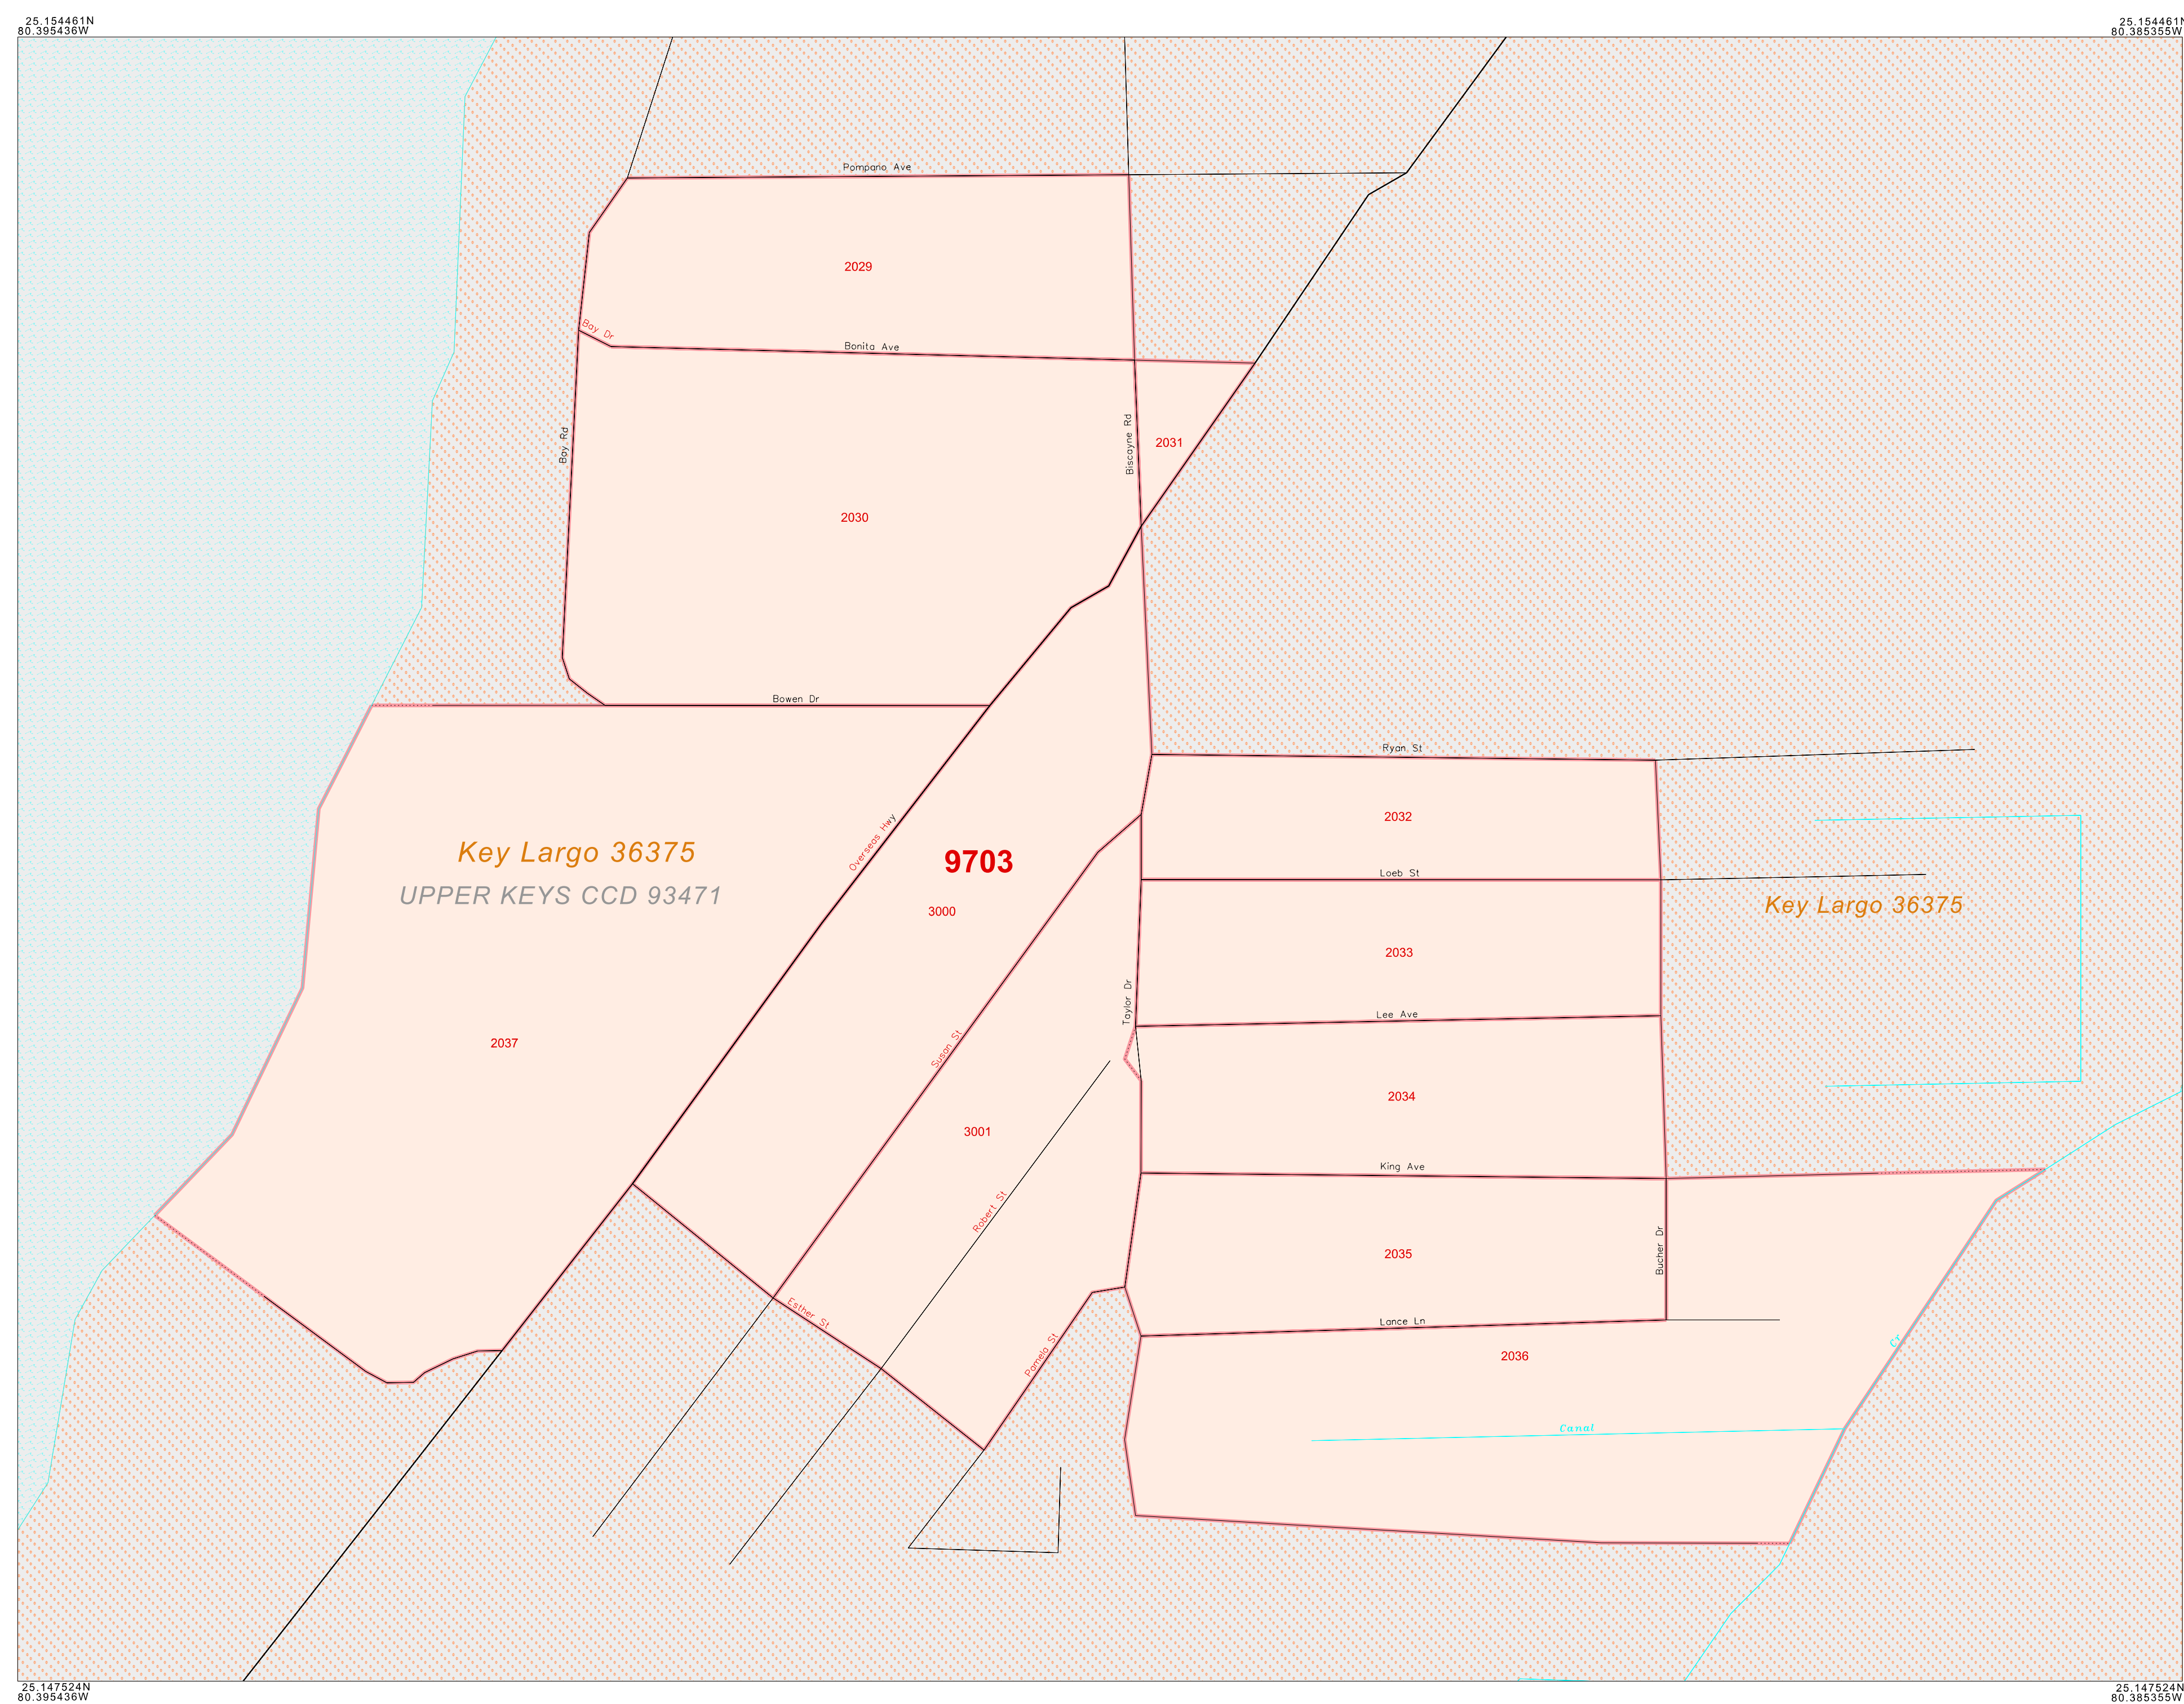 25.154461N
80.395436W
25.154461N
80.385355W
Pompano Ave
2029
Bay Dr
Bonita Ave
Bay Rd
Biscayne Rd
2031
2030
Bowen Dr
Ryan St
2032
Overseas Hwy
Key Largo 36375
9703
UPPER KEYS CCD 93471
Loeb St
Key Largo 36375
3000
2033
Taylor Dr
Lee Ave
2037
Susan St
2034
3001
King Ave
Robert St
2035
Bucher Dr
Esther St
Lance Ln
Cr
Pamela St
2036
Canal
25.147524N
80.395436W
25.147524N
80.385355W